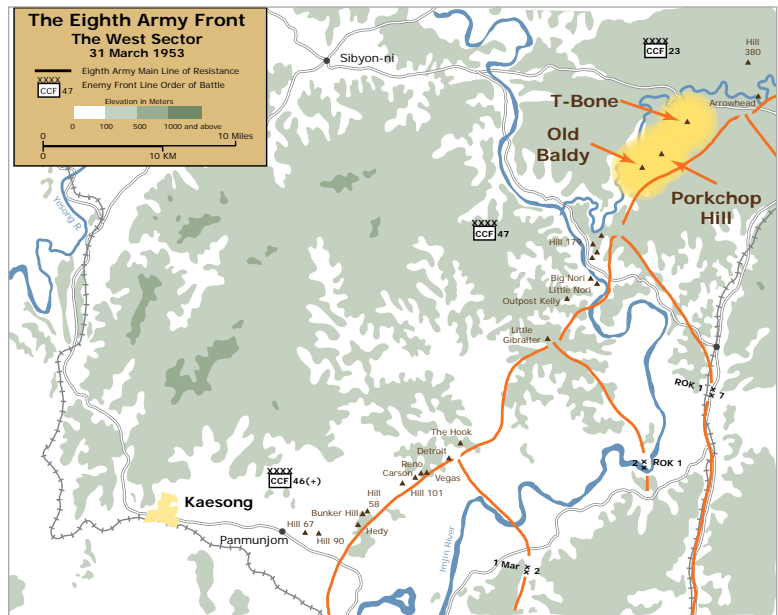 The Eighth Army Front
The West Sector
31 March 1953
Eighth Army Main Line of Resistance
XXXX
CCF 47
Enemy Front Line Order of Battle
Elevation in Meters
0 100 500 1000 and above
0 10 Miles
0 10 KM
Sibyon-ni
XXXX
CCF 23
Hill
380
T-Bone
Arrowhead
Old
Baldy
Porkchop
Hill
Yesong R.
XXXX
CCF 47
Hill 179
Big Nori
Little Nori
Outpost Kelly
Little
Gibralter
ROK 1 x x 7
The Hook
Detroit
Reno
Carson
Vegas
Hill 101
2 x x ROK 1
XXXX
CCF 46(+)
Kaesong
Hill
58
Bunker Hill
Hedy
Hill 67
Hill 90
Panmunjom
Imjin River
1 Mar x x 2